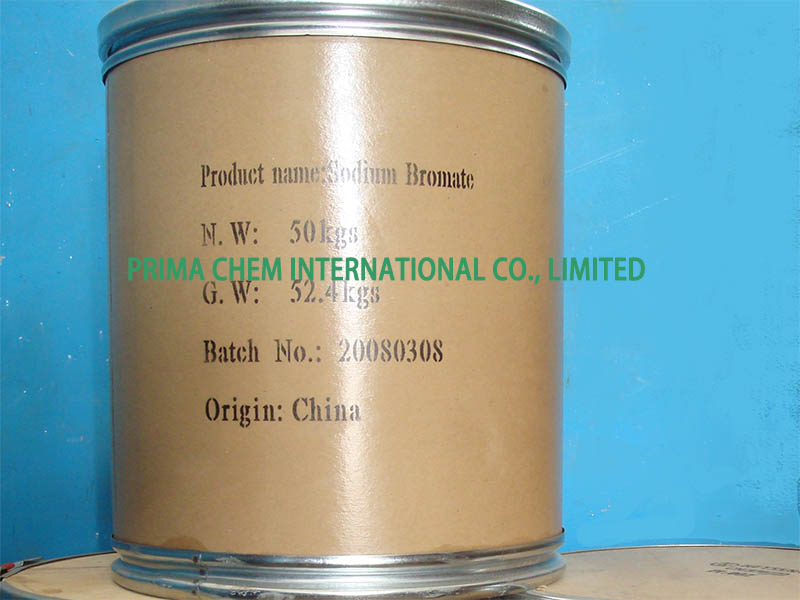 Product name:Sodium Bromate
N.W: 50kgs
PRIMA CHEM INTERNATIONAL CO., LIMITED
G.W: 52.4kgs
Batch No.: 20080308
Origin: China